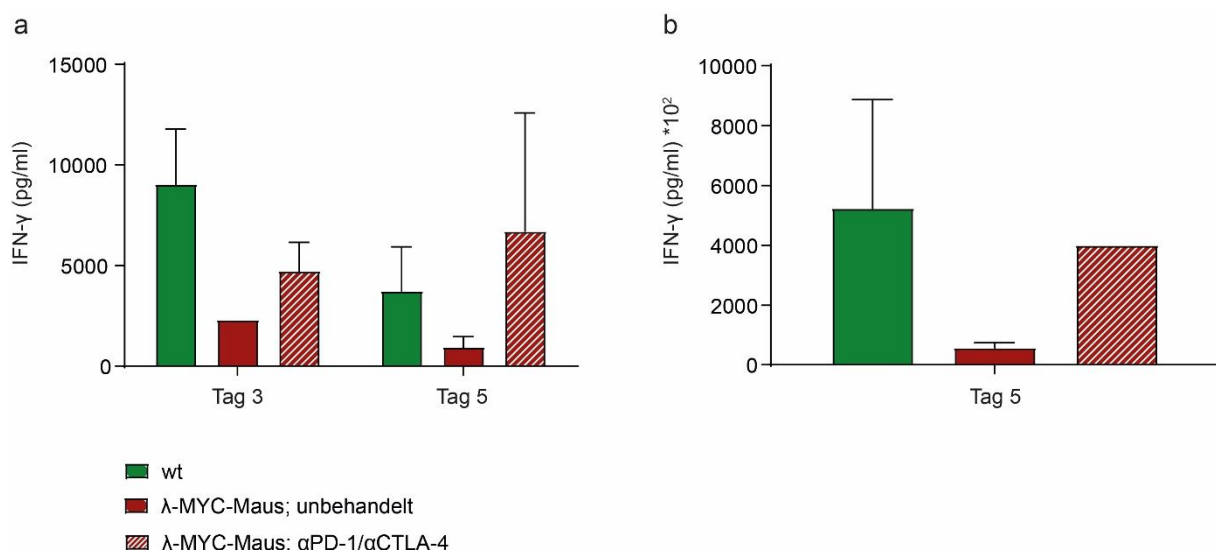 a
15000
10000
5000
0
IFN-γ (pg/ml)
Tag 3
Tag 5
b
10000
8000
6000
4000
2000
0
IFN-γ (pg/ml) *10²
Tag 5
wt
λ-MYC-Maus; unbehandelt
λ-MYC-Maus; αPD-1/αCTLA-4